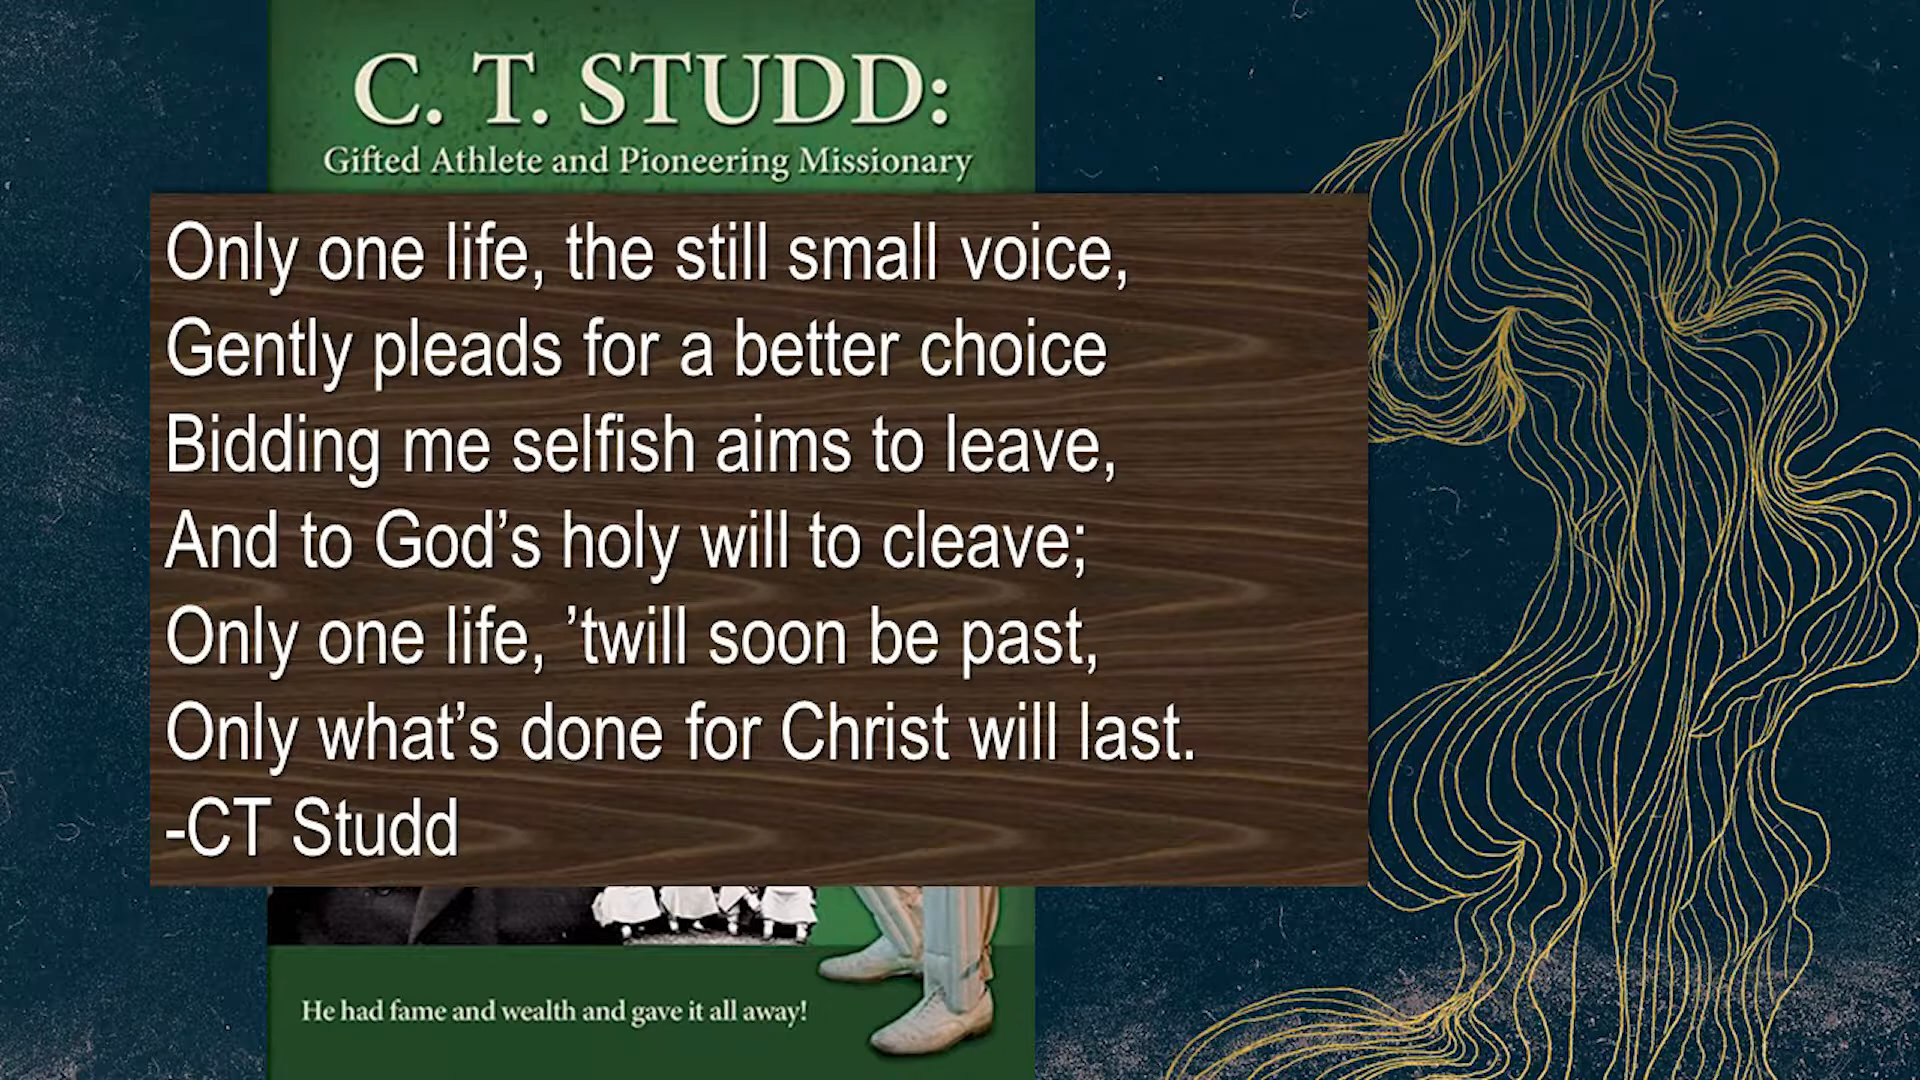 C. T. STUDD:
Gifted Athlete and Pioneering Missionary
Only one life, the still small voice,
Gently pleads for a better choice
Bidding me selfish aims to leave,
And to God’s holy will to cleave;
Only one life, ’twill soon be past,
Only what’s done for Christ will last.
-CT Studd
He had fame and wealth and gave it all away!